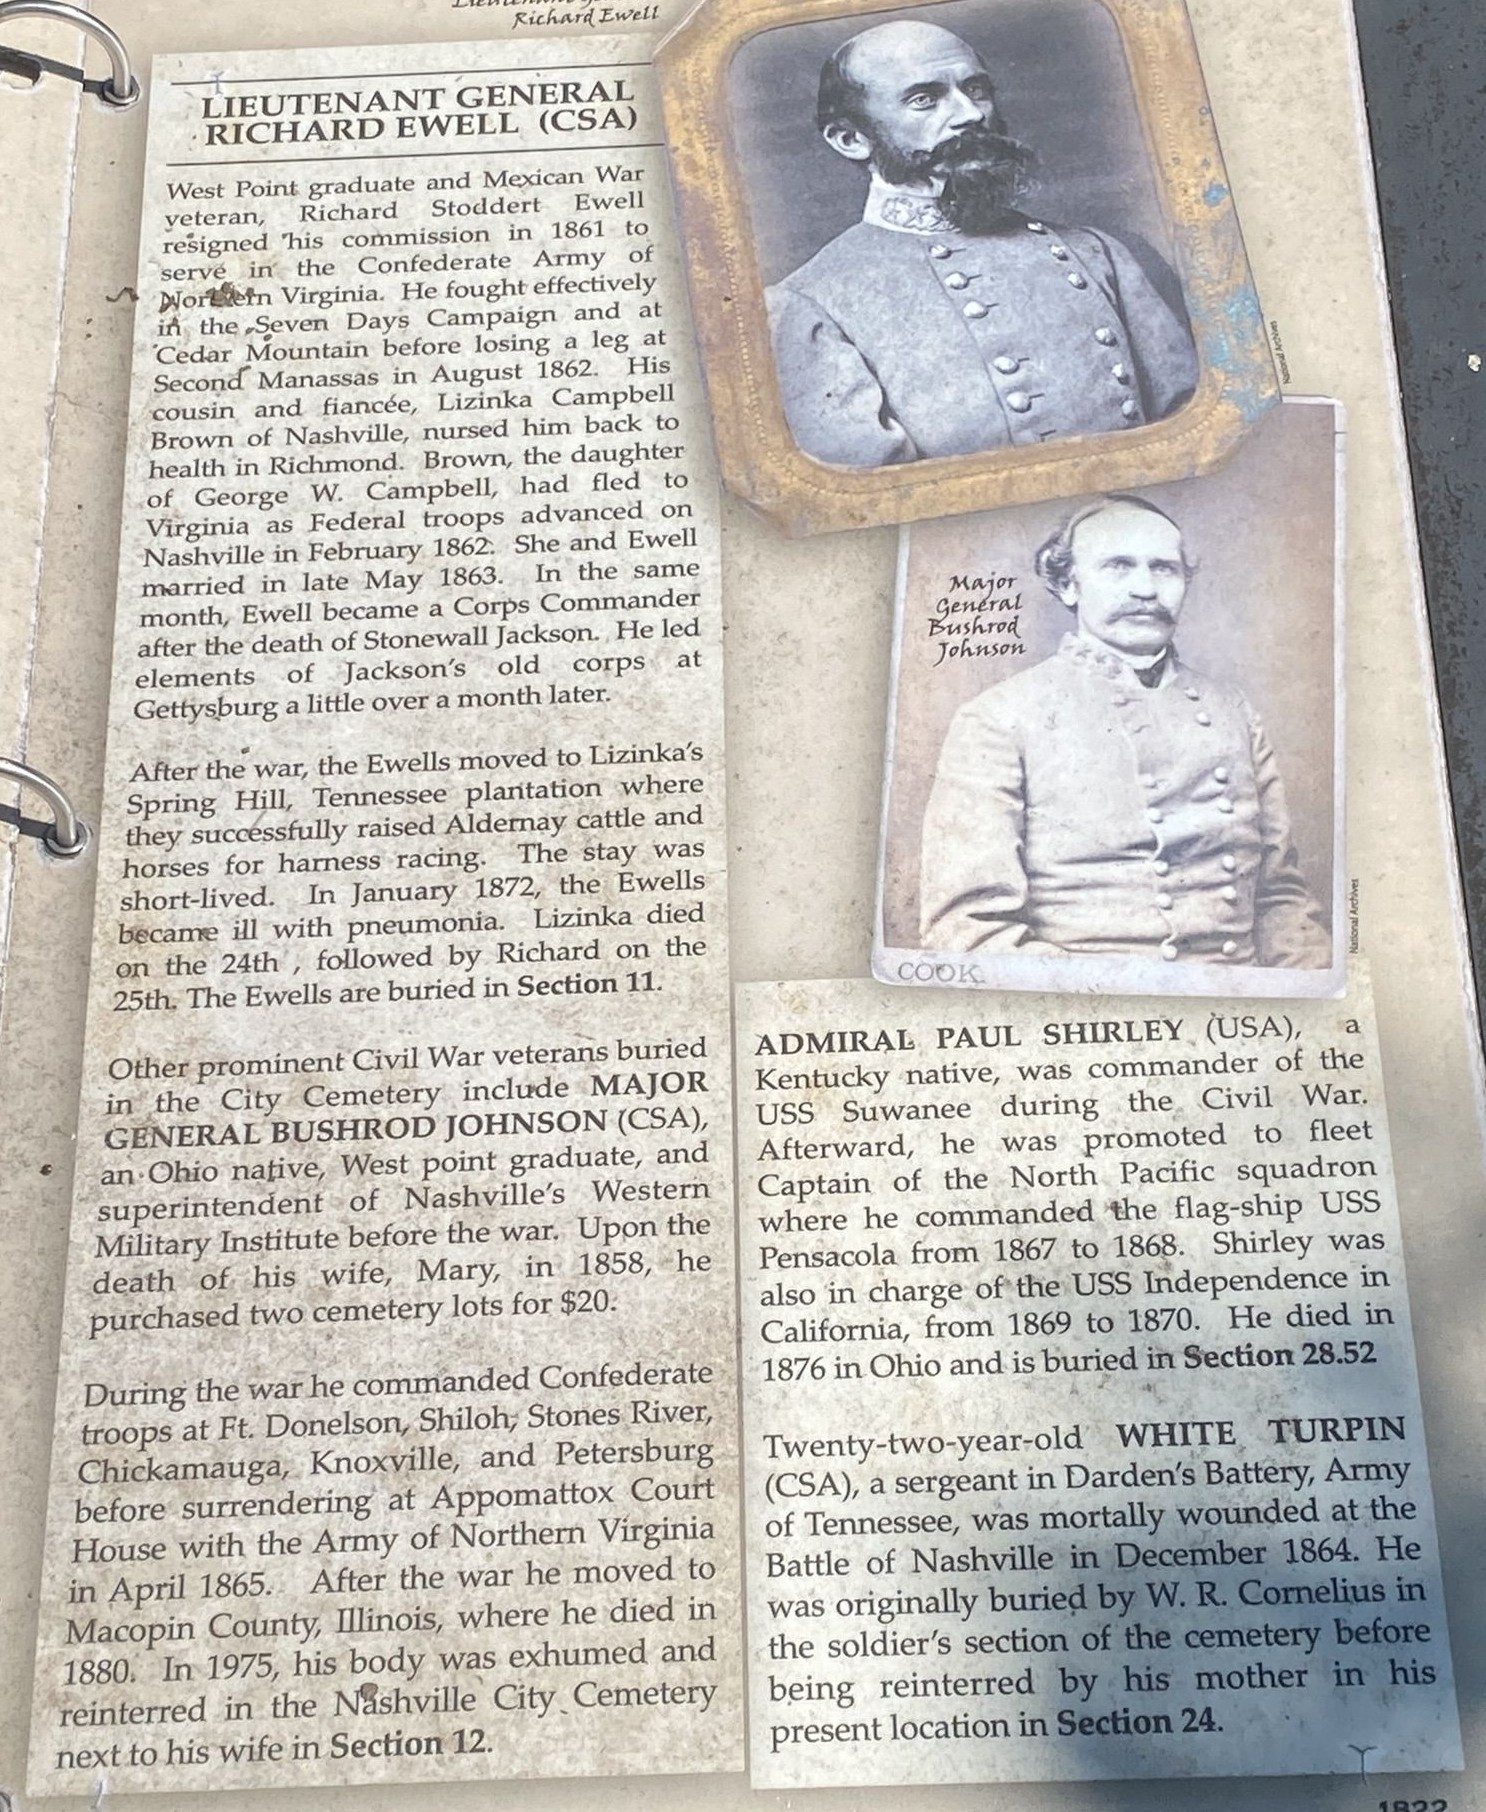 Richard Ewell
LIEUTENANT GENERAL
RICHARD EWELL (CSA)
West Point graduate and Mexican War
veteran, Richard Stoddert Ewell
resigned his commission in 1861 to
serve in the Confederate Army of
Northern Virginia. He fought effectively
in the Seven Days Campaign and at
Cedar Mountain before losing a leg at
Second Manassas in August 1862. His
cousin and fiancée, Lizinka Campbell
Brown of Nashville, nursed him back to
health in Richmond. Brown, the daughter
of George W. Campbell, had fled to
Virginia as Federal troops advanced on
Nashville in February 1862. She and Ewell
married in late May 1863. In the same
month, Ewell became a Corps Commander
after the death of Stonewall Jackson. He led
elements of Jackson's old corps at
Gettysburg a little over a month later.
After the war, the Ewells moved to Lizinka's
Spring Hill, Tennessee plantation where
they successfully raised Aldernay cattle and
horses for harness racing. The stay was
short-lived. In January 1872, the Ewells
became ill with pneumonia. Lizinka died
on the 24th , followed by Richard on the
25th. The Ewells are buried in Section 11.
Other prominent Civil War veterans buried
in the City Cemetery include MAJOR
GENERAL BUSHROD JOHNSON (CSA),
an Ohio native, West point graduate, and
superintendent of Nashville's Western
Military Institute before the war. Upon the
death of his wife, Mary, in 1858, he
purchased two cemetery lots for $20.
During the war he commanded Confederate
troops at Ft. Donelson, Shiloh, Stones River,
Chickamauga, Knoxville, and Petersburg
before surrendering at Appomattox Court
House with the Army of Northern Virginia
in April 1865. After the war he moved to
Macopin County, Illinois, where he died in
1880. In 1975, his body was exhumed and
reinterred in the Nashville City Cemetery
next to his wife in Section 12.
National Archives
Major
General
Bushrod
Johnson
National Archives
COOK
ADMIRAL PAUL SHIRLEY (USA), a
Kentucky native, was commander of the
USS Suwanee during the Civil War.
Afterward, he was promoted to fleet
Captain of the North Pacific squadron
where he commanded the flag-ship USS
Pensacola from 1867 to 1868. Shirley was
also in charge of the USS Independence in
California, from 1869 to 1870. He died in
1876 in Ohio and is buried in Section 28.52
Twenty-two-year-old WHITE TURPIN
(CSA), a sergeant in Darden's Battery, Army
of Tennessee, was mortally wounded at the
Battle of Nashville in December 1864. He
was originally buried by W. R. Cornelius in
the soldier's section of the cemetery before
being reinterred by his mother in his
present location in Section 24.